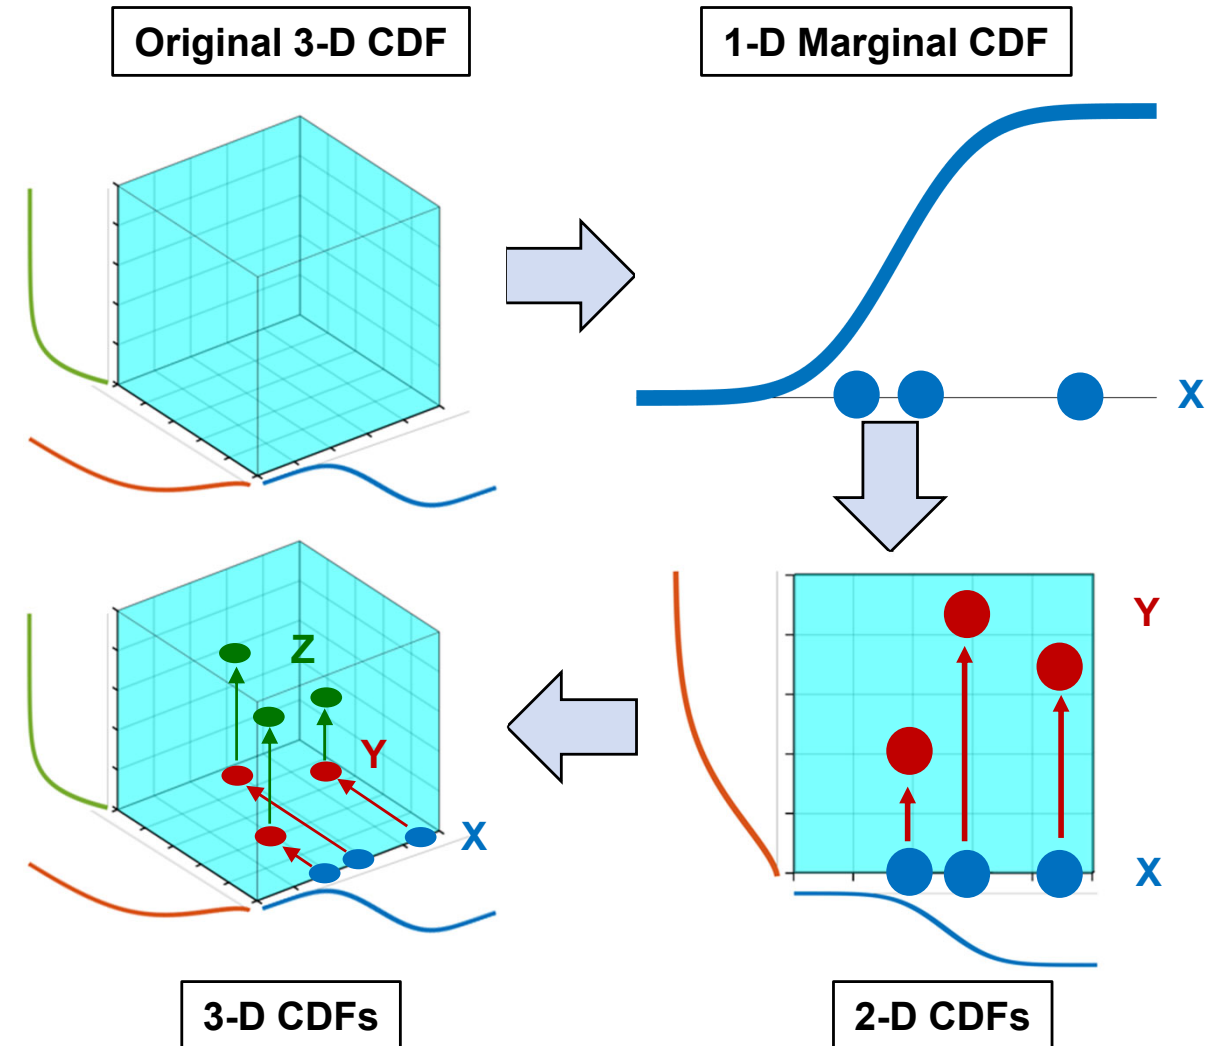 Original 3-D CDF
1-D Marginal CDF
X
Y
X
Z
Y
X
3-D CDFs
2-D CDFs